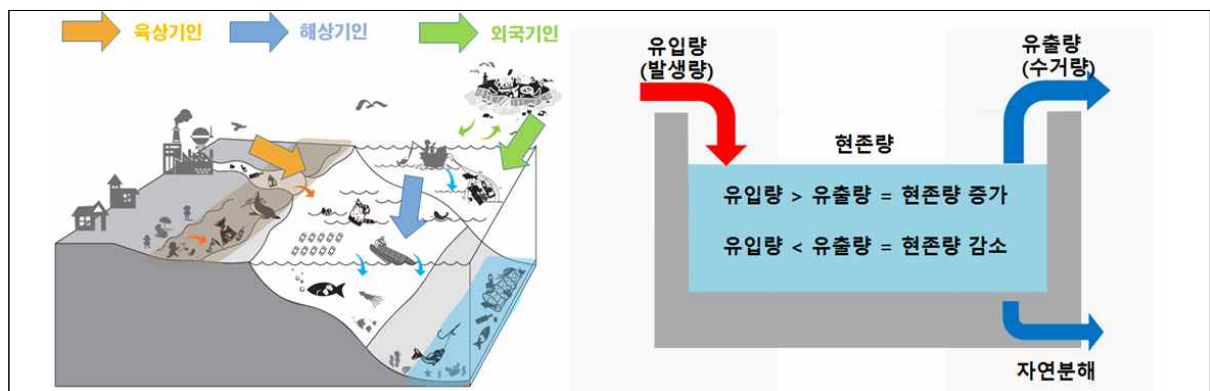 육상기인
해상기인
외국기인
유입량
(발생량)
유출량
(수거량)
현존량
유입량 > 유출량 = 현존량 증가
유입량 < 유출량 = 현존량 감소
자연분해